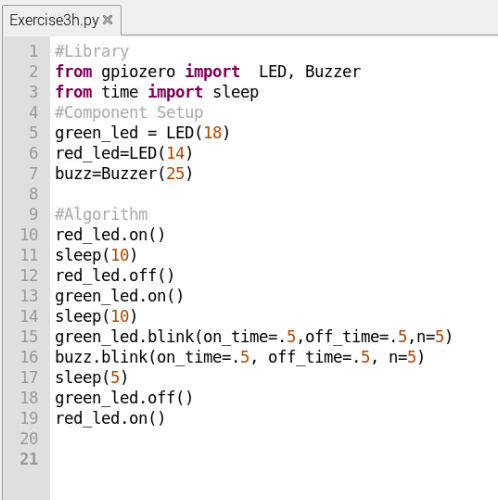 Exercise3h.py
1 #Library
2 from gpiozero import  LED, Buzzer
3 from time import sleep
4 #Component Setup
5 green_led = LED(18)
6 red_led=LED(14)
7 buzz=Buzzer(25)
8
9 #Algorithm
10 red_led.on()
11 sleep(10)
12 red_led.off()
13 green_led.on()
14 sleep(10)
15 green_led.blink(on_time=.5,off_time=.5,n=5)
16 buzz.blink(on_time=.5, off_time=.5, n=5)
17 sleep(5)
18 green_led.off()
19 red_led.on()
20
21